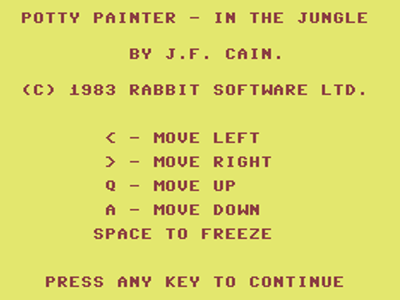 POTTY PAINTER - IN THE JUNGLE
BY J.F. CAIN.
(C) 1983 RABBIT SOFTWARE LTD.
< - MOVE LEFT
> - MOVE RIGHT
Q - MOVE UP
A - MOVE DOWN
SPACE TO FREEZE
PRESS ANY KEY TO CONTINUE